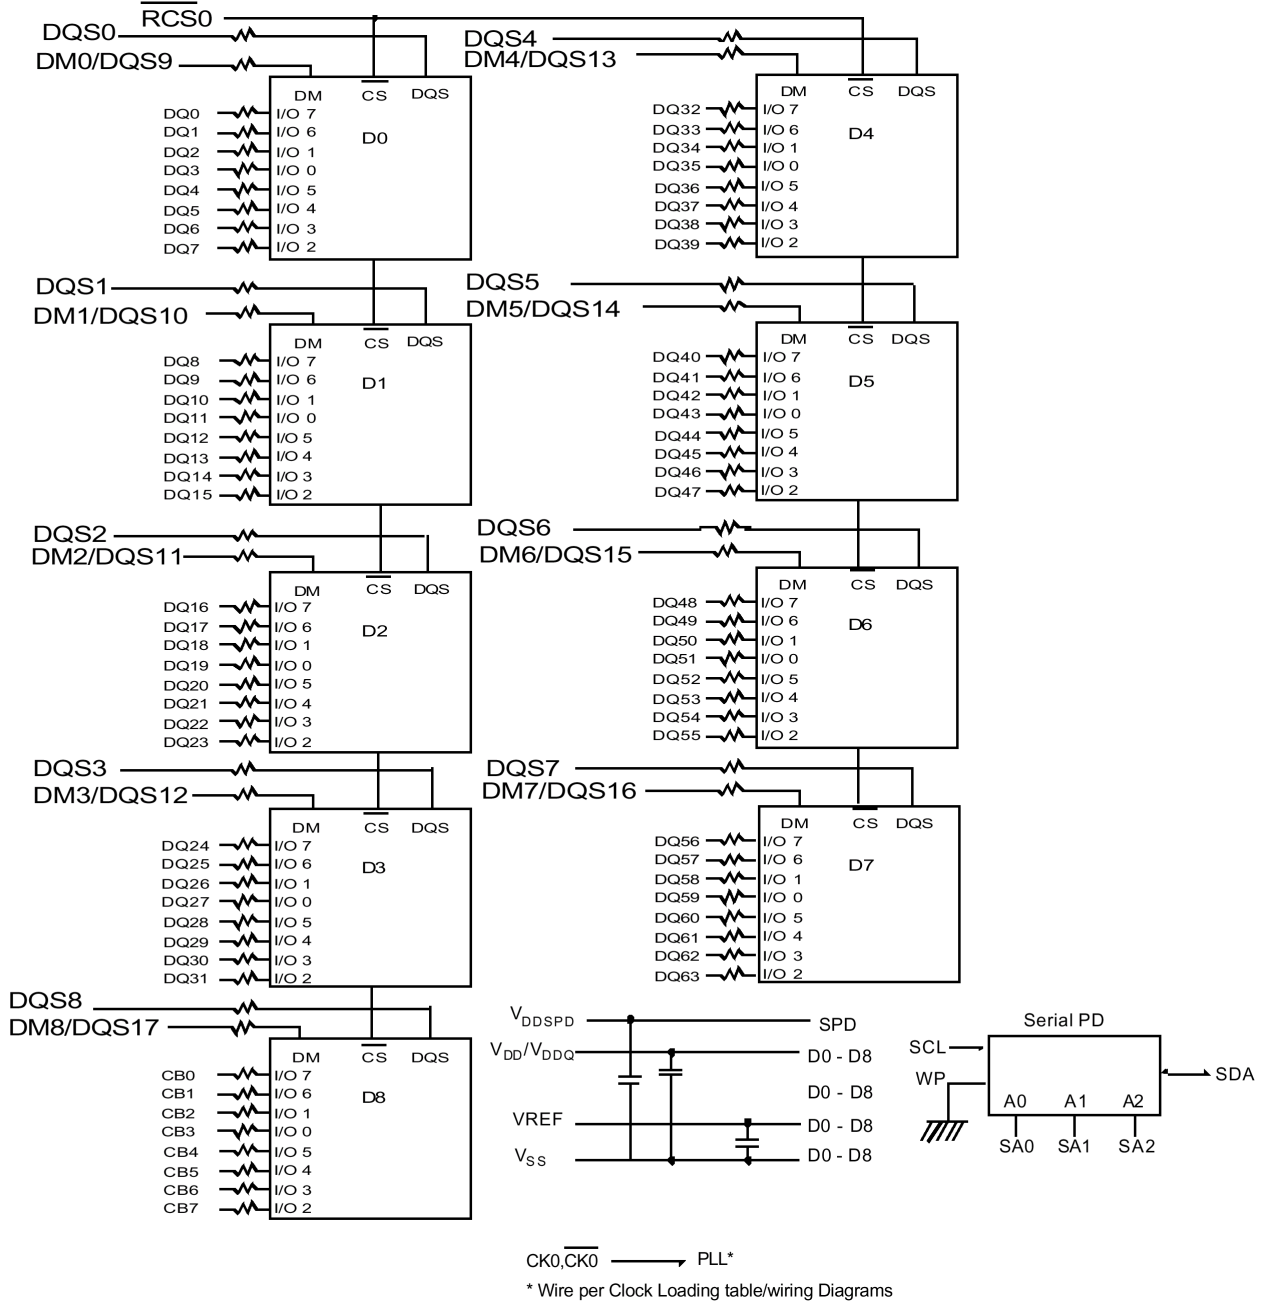 RCS0
DQS0
DM0/DQS9
DM CS DQS
D0
DQ0 I/O 7
DQ1 I/O 6
DQ2 I/O 1
DQ3 I/O 0
DQ4 I/O 5
DQ5 I/O 4
DQ6 I/O 3
DQ7 I/O 2
DQS1
DM1/DQS10
DM CS DQS
D1
DQ8 I/O 7
DQ9 I/O 6
DQ10 I/O 1
DQ11 I/O 0
DQ12 I/O 5
DQ13 I/O 4
DQ14 I/O 3
DQ15 I/O 2
DQS2
DM2/DQS11
DM CS DQS
D2
DQ16 I/O 7
DQ17 I/O 6
DQ18 I/O 1
DQ19 I/O 0
DQ20 I/O 5
DQ21 I/O 4
DQ22 I/O 3
DQ23 I/O 2
DQS3
DM3/DQS12
DM CS DQS
D3
DQ24 I/O 7
DQ25 I/O 6
DQ26 I/O 1
DQ27 I/O 0
DQ28 I/O 5
DQ29 I/O 4
DQ30 I/O 3
DQ31 I/O 2
DQS8
DM8/DQS17
DM CS DQS
D8
CB0 I/O 7
CB1 I/O 6
CB2 I/O 1
CB3 I/O 0
CB4 I/O 5
CB5 I/O 4
CB6 I/O 3
CB7 I/O 2
DQS4
DM4/DQS13
DM CS DQS
D4
DQ32 I/O 7
DQ33 I/O 6
DQ34 I/O 1
DQ35 I/O 0
DQ36 I/O 5
DQ37 I/O 4
DQ38 I/O 3
DQ39 I/O 2
DQS5
DM5/DQS14
DM CS DQS
D5
DQ40 I/O 7
DQ41 I/O 6
DQ42 I/O 1
DQ43 I/O 0
DQ44 I/O 5
DQ45 I/O 4
DQ46 I/O 3
DQ47 I/O 2
DQS6
DM6/DQS15
DM CS DQS
D6
DQ48 I/O 7
DQ49 I/O 6
DQ50 I/O 1
DQ51 I/O 0
DQ52 I/O 5
DQ53 I/O 4
DQ54 I/O 3
DQ55 I/O 2
DQS7
DM7/DQS16
DM CS DQS
D7
DQ56 I/O 7
DQ57 I/O 6
DQ58 I/O 1
DQ59 I/O 0
DQ60 I/O 5
DQ61 I/O 4
DQ62 I/O 3
DQ63 I/O 2
VDDSPD SPD
VDD/VDDQ D0 - D8
D0 - D8
VREF D0 - D8
VSS D0 - D8
Serial PD
SCL
WP
SDA
A0 A1 A2
SA0 SA1 SA2
CK0,CK0 PLL*
* Wire per Clock Loading table/wiring Diagrams